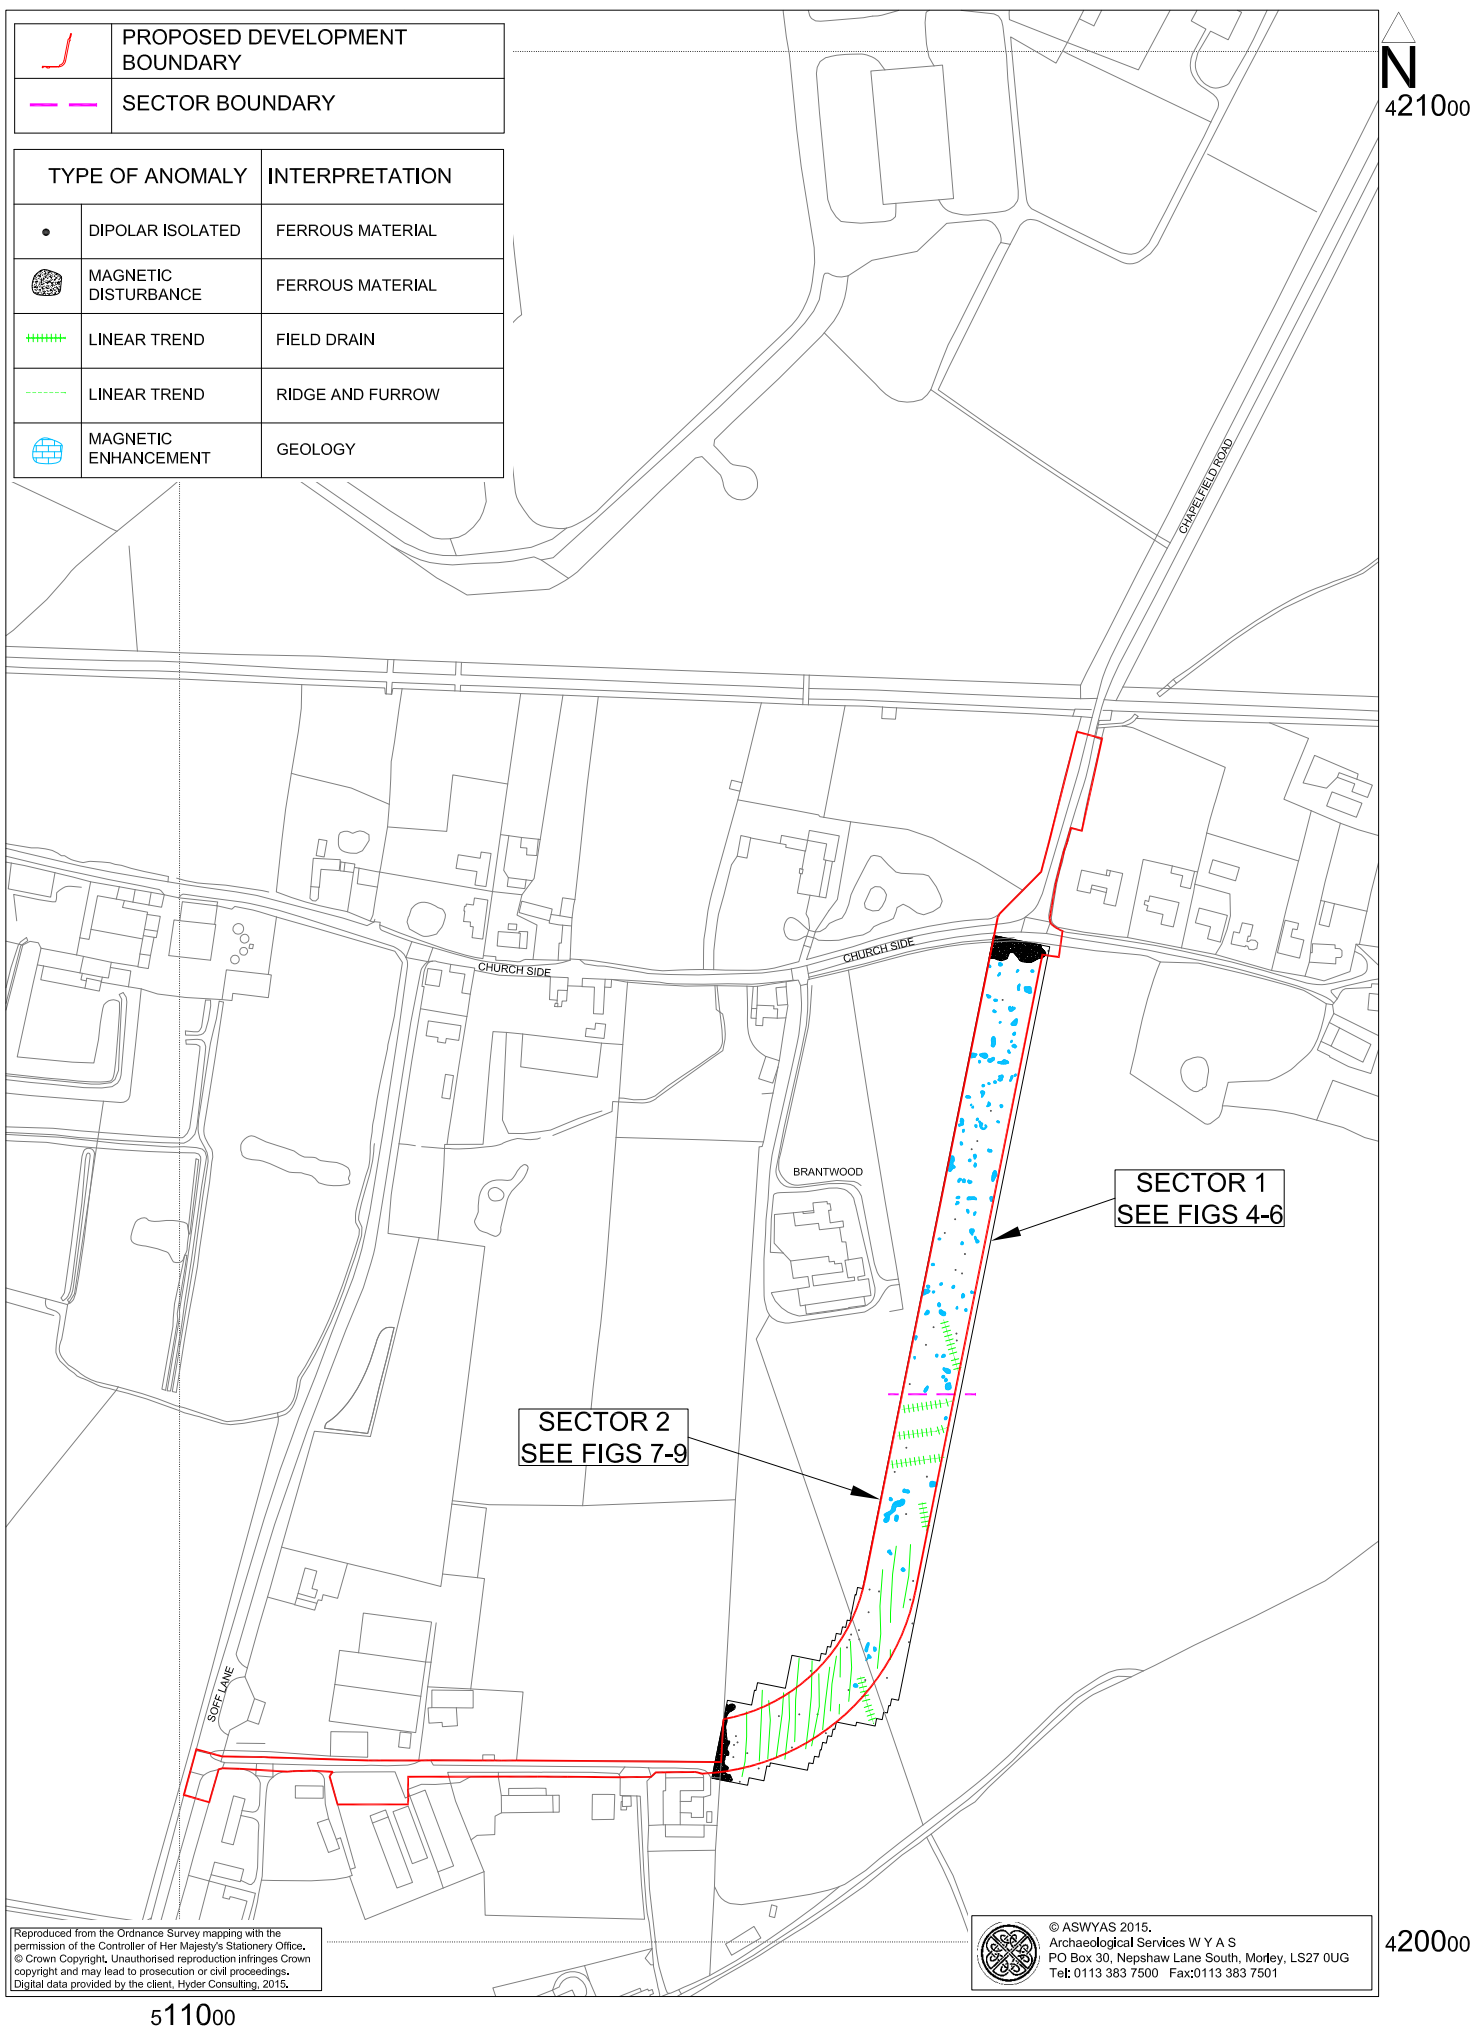 PROPOSED DEVELOPMENT
BOUNDARY
SECTOR BOUNDARY
TYPE OF ANOMALY INTERPRETATION
DIPOLAR ISOLATED FERROUS MATERIAL
MAGNETIC
DISTURBANCE
FERROUS MATERIAL
LINEAR TREND FIELD DRAIN
LINEAR TREND RIDGE AND FURROW
MAGNETIC
ENHANCEMENT
GEOLOGY
N
421000
CHAPELFIELD ROAD
CHURCH SIDE
CHURCH SIDE
BRANTWOOD
SECTOR 1
SEE FIGS 4-6
SECTOR 2
SEE FIGS 7-9
SOFF LANE
Reproduced from the Ordnance Survey mapping with the
permission of the Controller of Her Majesty's Stationery Office.
© Crown Copyright. Unauthorised reproduction infringes Crown
copyright and may lead to prosecution or civil proceedings.
Digital data provided by the client, Hyder Consulting, 2015.
© ASWYAS 2015.
Archaeological Services W Y A S
PO Box 30, Nepshaw Lane South, Morley, LS27 0UG
Tel: 0113 383 7500 Fax:0113 383 7501
420000
511000